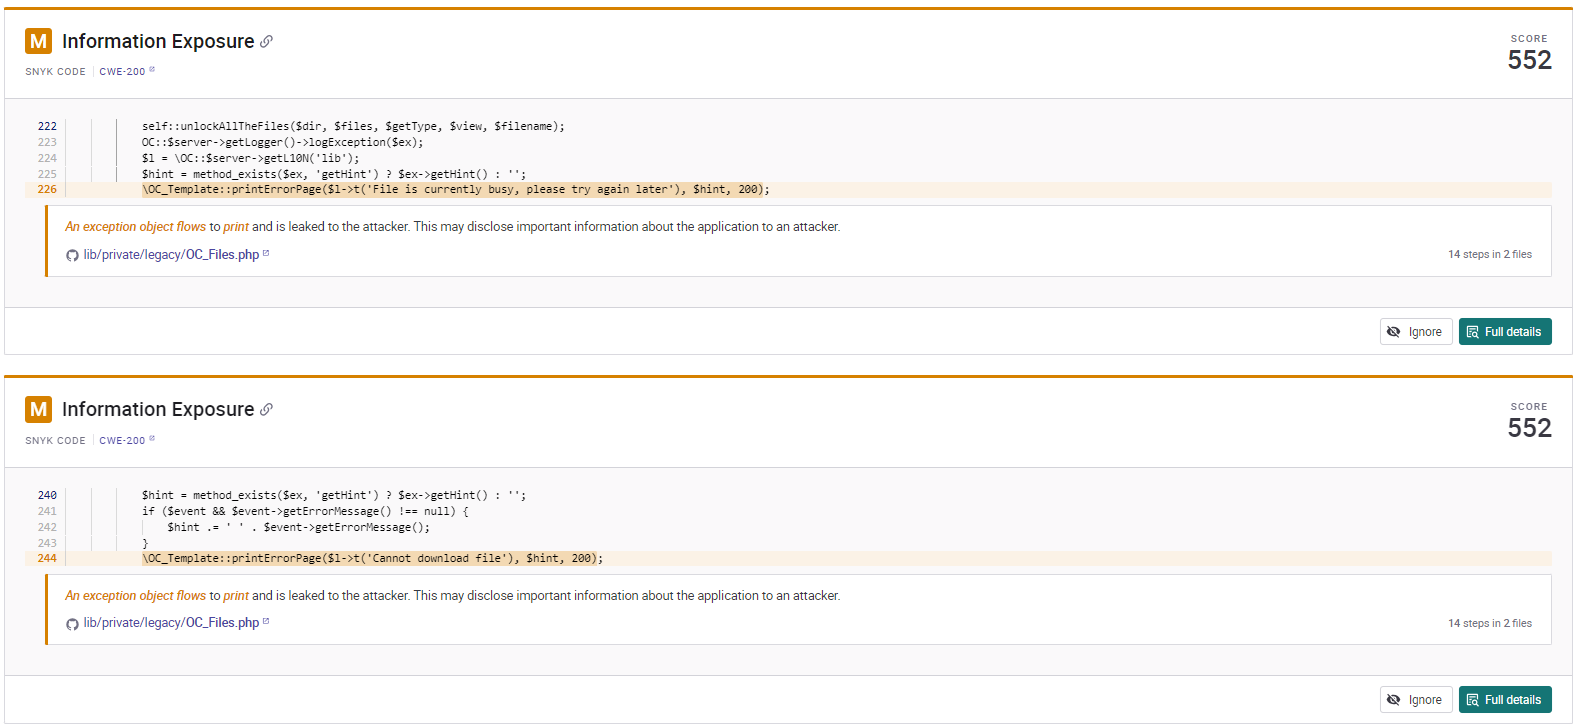 M Information Exposure
SCORE
552
SNYK CODE CWE-200
222 self::unlockAllTheFiles($dir, $files, $getType, $view, $filename);
223 OC::$server->getLogger()->logException($ex);
224 $l = \OC::$server->getL10N('lib');
225 $hint = method_exists($ex, 'getHint') ? $ex->getHint() : '';
226 \OC_Template::printErrorPage($l->t('File is currently busy, please try again later'), $hint, 200);
An exception object flows to print and is leaked to the attacker. This may disclose important information about the application to an attacker.
lib/private/legacy/OC_Files.php
14 steps in 2 files
Ignore
Full details
M Information Exposure
SCORE
552
SNYK CODE CWE-200
240 $hint = method_exists($ex, 'getHint') ? $ex->getHint() : '';
241 if ($event && $event->getErrorMessage() !== null) {
242 $hint .= ' ' . $event->getErrorMessage();
243 }
244 \OC_Template::printErrorPage($l->t('Cannot download file'), $hint, 200);
An exception object flows to print and is leaked to the attacker. This may disclose important information about the application to an attacker.
lib/private/legacy/OC_Files.php
14 steps in 2 files
Ignore
Full details